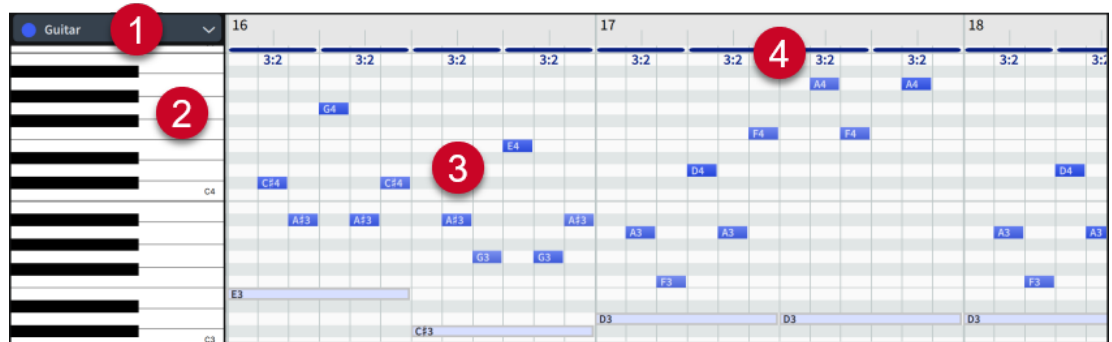 Guitar 1 16 17 18
3:2 3:2 3:2 3:2 3:2 3:2 4 3:2 3:2 3:2 3:2
A4 A4
2 G4
F4 F4
E4
3 D4 D4
C♯4 C♯4
C4
A♯3 A♯3 A♯3 A♯3
A3 A3 A3 A3
G3 G3
F3 F3
E3
D3 D3 D3
C♯3
C3